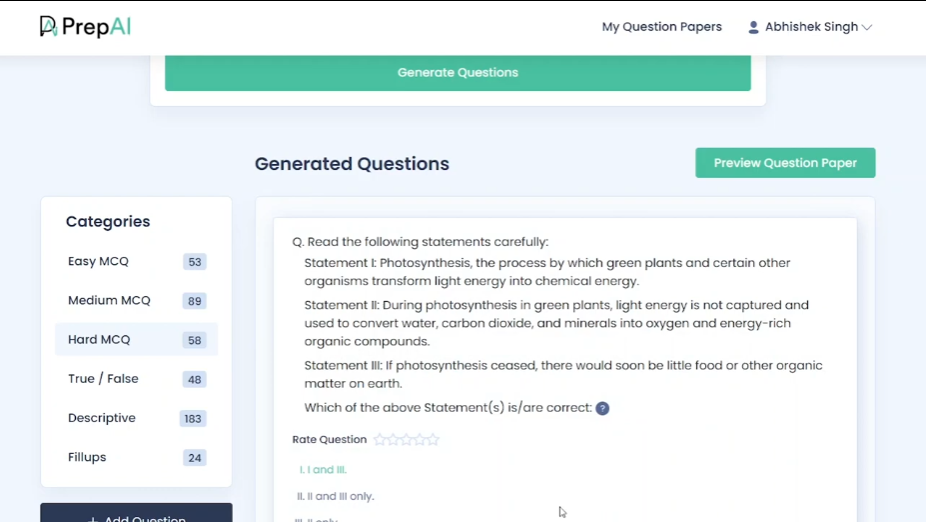 PrepAI
My Question Papers
Abhishek Singh
Generate Questions
Generated Questions
Preview Question Paper
Categories
Easy MCQ 53
Medium MCQ 89
Hard MCQ 58
True / False 48
Descriptive 183
Fillups 24
+ Add Question
Q. Read the following statements carefully:
Statement I: Photosynthesis, the process by which green plants and certain other
organisms transform light energy into chemical energy.
Statement II: During photosynthesis in green plants, light energy is not captured and
used to convert water, carbon dioxide, and minerals into oxygen and energy-rich
organic compounds.
Statement III: If photosynthesis ceased, there would soon be little food or other organic
matter on earth.
Which of the above Statement(s) is/are correct: ?
Rate Question
I. I and III.
II. II and III only.
III. II only.